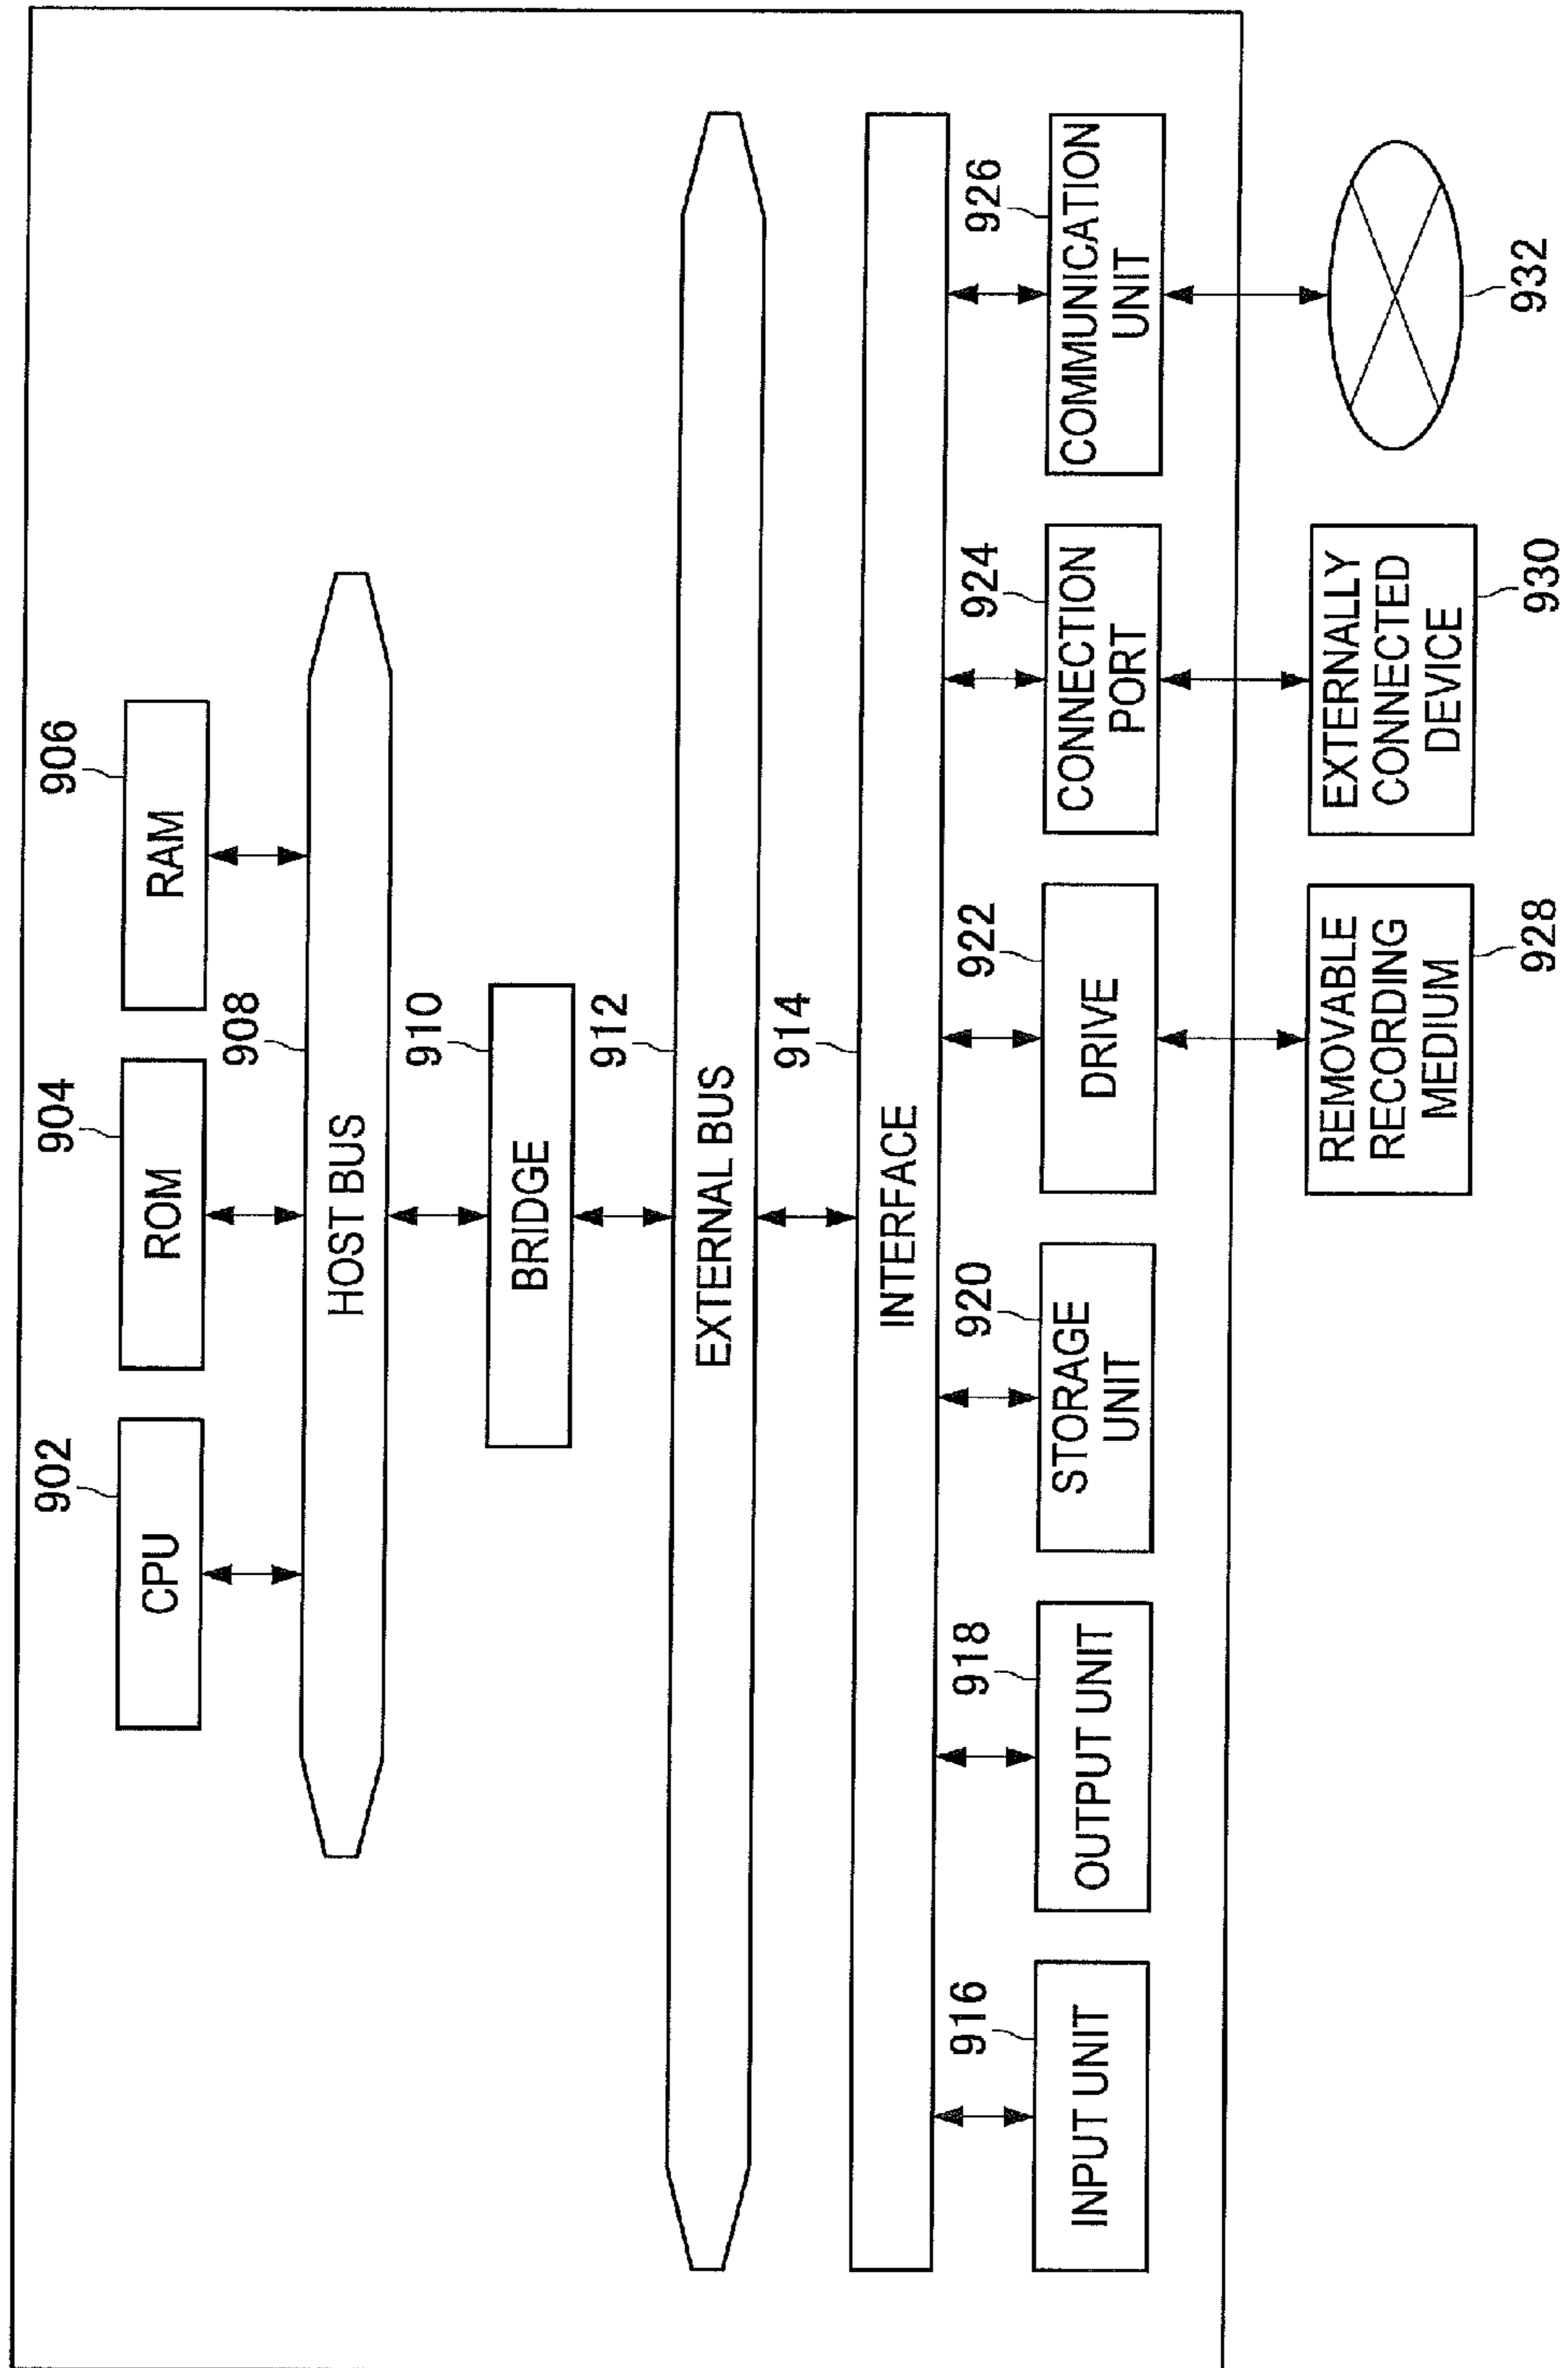 902
904
906
CPU
ROM
RAM
908
HOST BUS
910
BRIDGE
912
EXTERNAL BUS
914
INTERFACE
916
918
920
922
924
926
INPUT UNIT
OUTPUT UNIT
STORAGE
UNIT
DRIVE
CONNECTION
PORT
COMMUNICATION
UNIT
REMOVABLE
RECORDING
MEDIUM
EXTERNALLY
CONNECTED
DEVICE
928
930
932